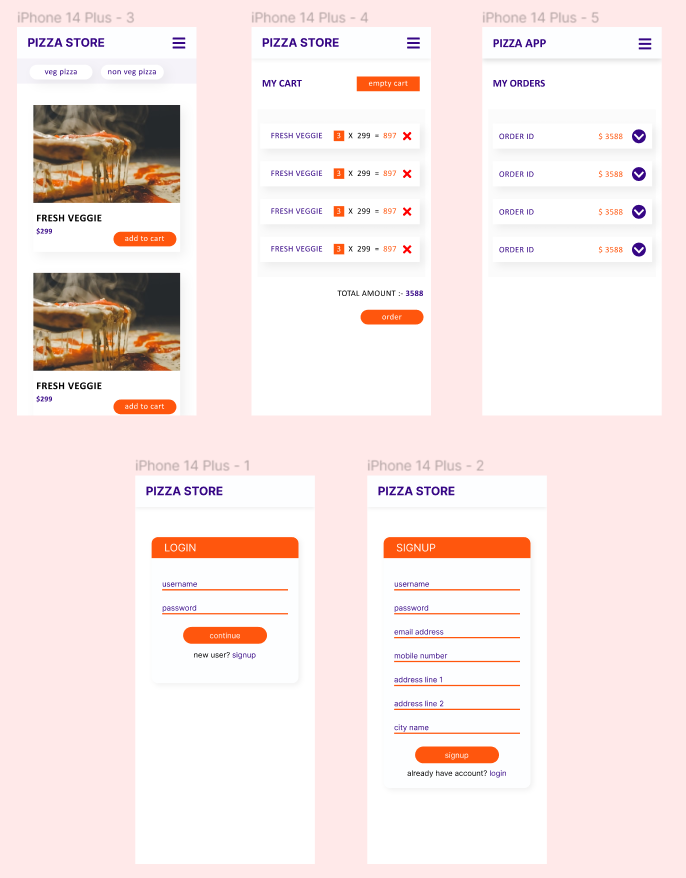 iPhone 14 Plus - 3
PIZZA STORE
veg pizza
non veg pizza
FRESH VEGGIE
$299
add to cart
FRESH VEGGIE
$299
add to cart
iPhone 14 Plus - 4
PIZZA STORE
MY CART
empty cart
FRESH VEGGIE 3 X 299 = 897
FRESH VEGGIE 3 X 299 = 897
FRESH VEGGIE 3 X 299 = 897
FRESH VEGGIE 3 X 299 = 897
TOTAL AMOUNT :- 3588
order
iPhone 14 Plus - 5
PIZZA APP
MY ORDERS
ORDER ID $ 3588
ORDER ID $ 3588
ORDER ID $ 3588
ORDER ID $ 3588
iPhone 14 Plus - 1
PIZZA STORE
LOGIN
username
password
continue
new user? signup
iPhone 14 Plus - 2
PIZZA STORE
SIGNUP
username
password
email address
mobile number
address line 1
address line 2
city name
signup
already have account? login